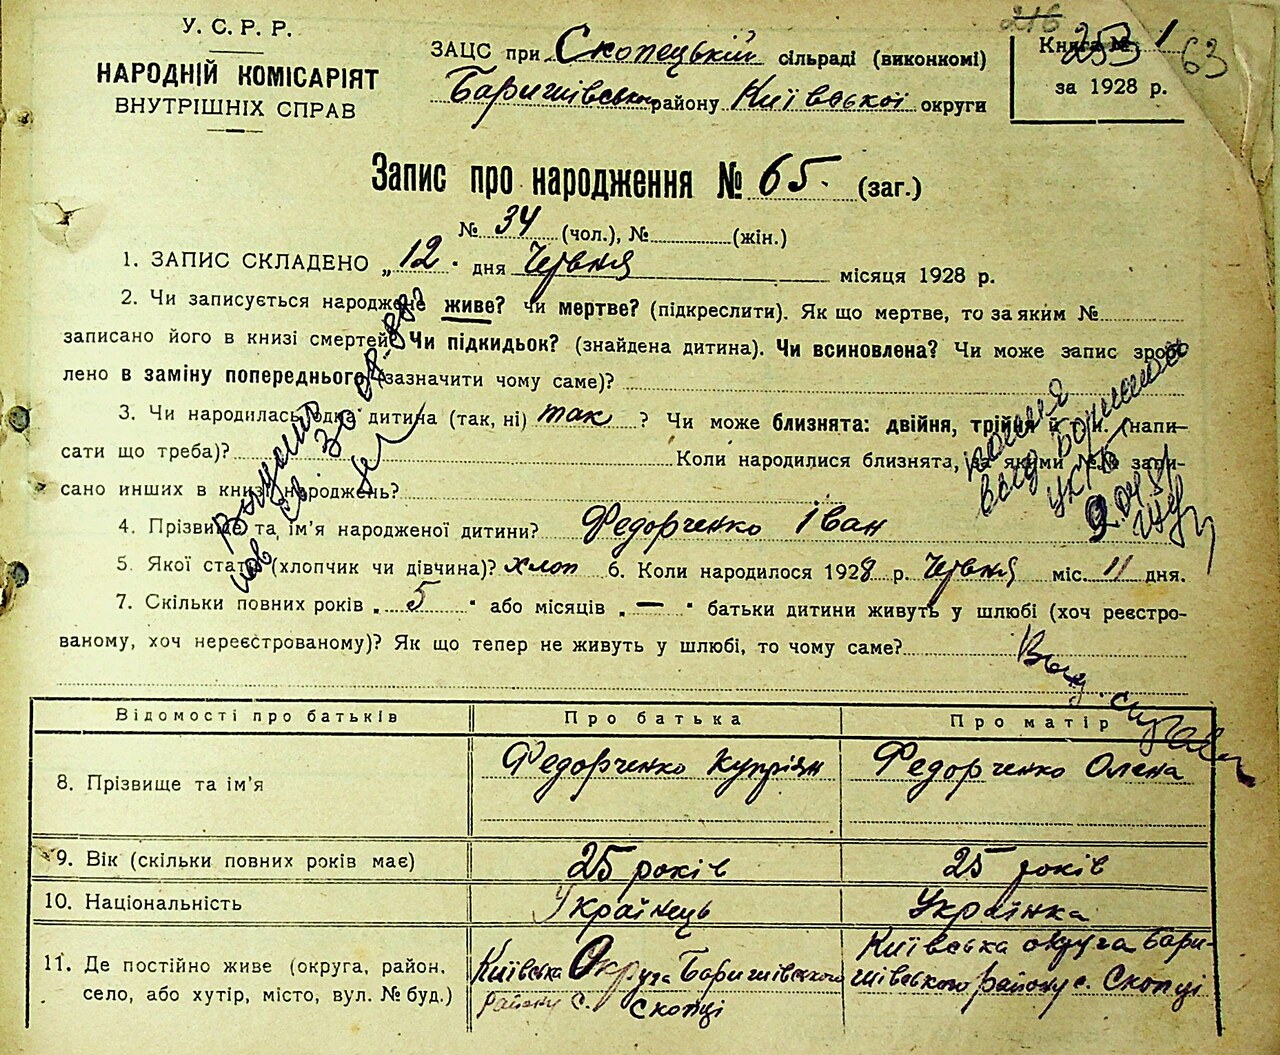 У. С. Р. Р.
НАРОДНІЙ КОМІСАРІЯТ
ВНУТРІШНІХ СПРАВ
ЗАЦС при Скопецькій сільраді (виконкомі)
Баришівського району Київської округи
216
Книга № 1
253
63
за 1928 р.
Запис про народження № 65. (заг.)
№ 34 (чол.), № (жін.)
1. ЗАПИС СКЛАДЕНО „12. дня Червня місяця 1928 р.
2. Чи записується народжене живе? чи мертве? (підкреслити). Як що мертве, то за яким №
записано його в книзі смертей? Чи підкидьок? (знайдена дитина). Чи всиновлена? Чи може запис зроб-
лено в заміну попереднього (зазначити чому саме)?
3. Чи народилась одна дитина (так, ні) так ? Чи може близнята: двійня, трійня й т. и. (напи-
сати що треба)? Коли народилися близнята, за якими №№ запи-
сано инших в книзі народжень?
4. Прізвище та ім'я народженої дитини? Федорченко Іван
5. Якої статі (хлопчик чи дівчина)? хлоп 6. Коли народилося 1928 р. Червня міс. 11 дня.
7. Скільки повних років „ 5 " або місяців „ — " батьки дитини живуть у шлюбі (хоч реєстро-
ваному, хоч нереєстрованому)? Як що тепер не живуть у шлюбі, то чому саме?
Відомості про батьків Про батька Про матір
8. Прізвище та ім'я Федорченко Купріян Федорченко Олена
9. Вік (скільки повних років має) 25 років 25 років
10. Національність Українець Українка
11. Де постійно живе (округа, район, село, або хутір, місто, вул. № буд.)
Київська Округа Баришівського
району с. Скопці
Київська округа Бари-
шівського району с. Скопці